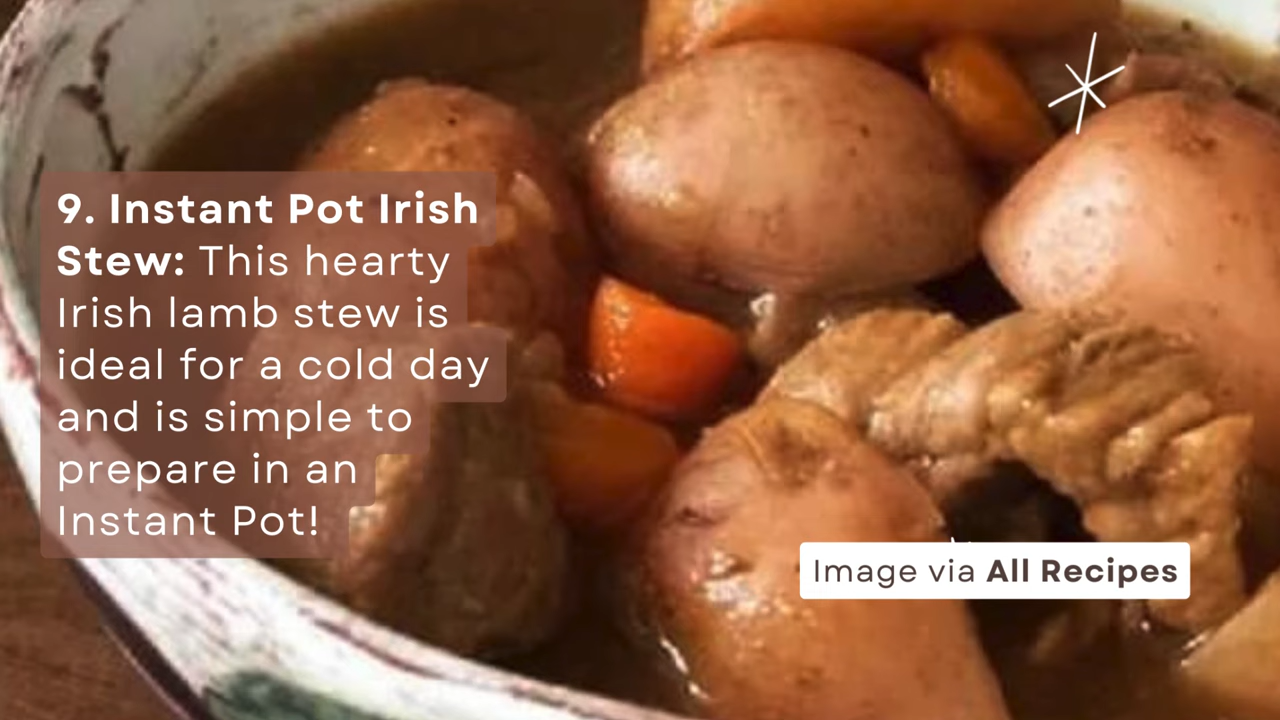 9. Instant Pot Irish
Stew: This hearty
Irish lamb stew is
ideal for a cold day
and is simple to
prepare in an
Instant Pot!
Image via All Recipes